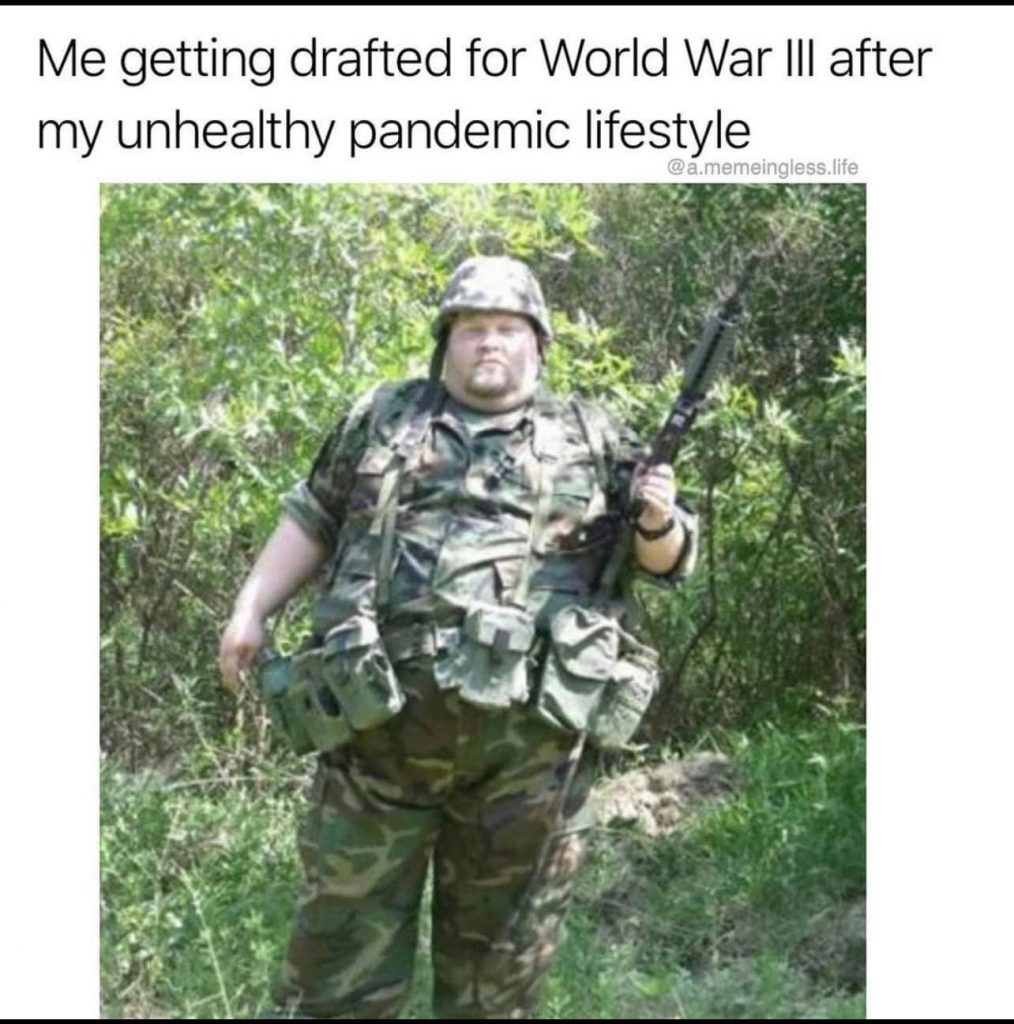 Me getting drafted for World War III after
my unhealthy pandemic lifestyle
@a.memeingless.life